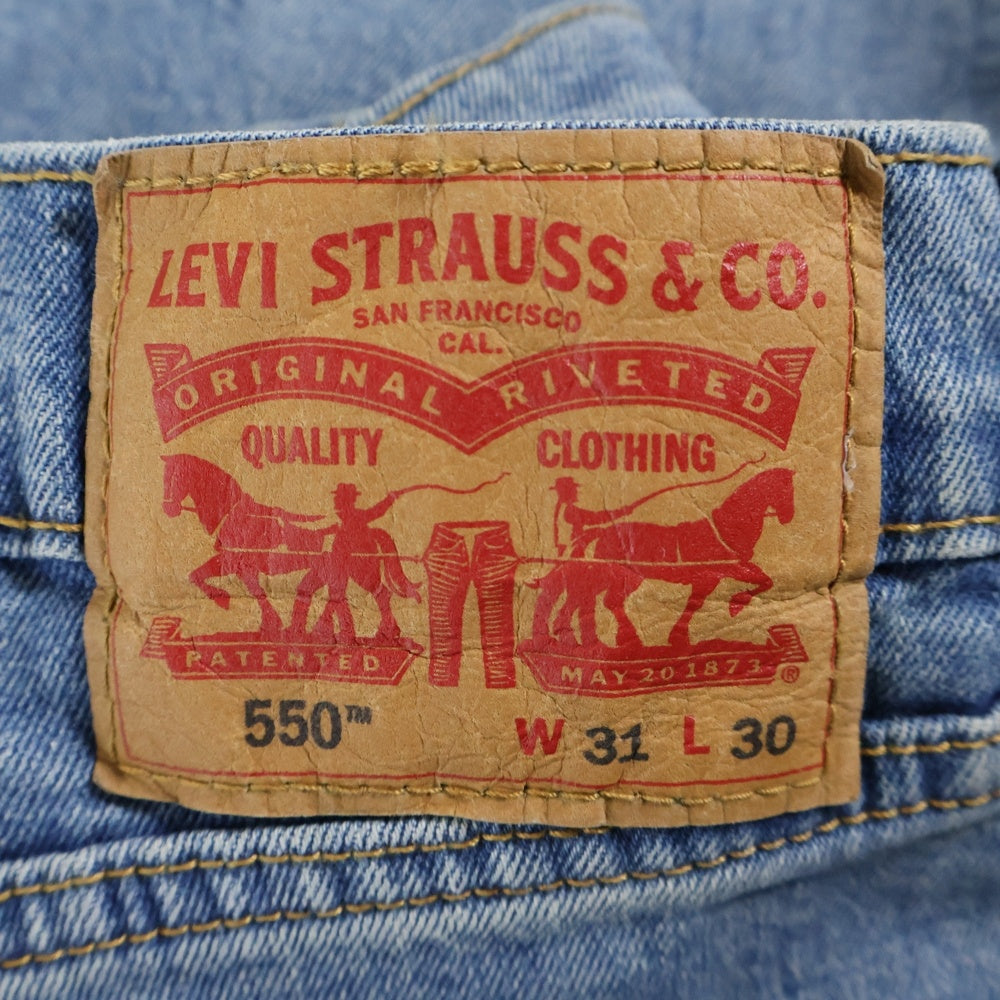 LEVI STRAUSS & CO.
SAN FRANCISCO
CAL.
ORIGINAL RIVETED
QUALITY CLOTHING
PATENTED MAY 20 1873 ®
550™ W 31 L 30